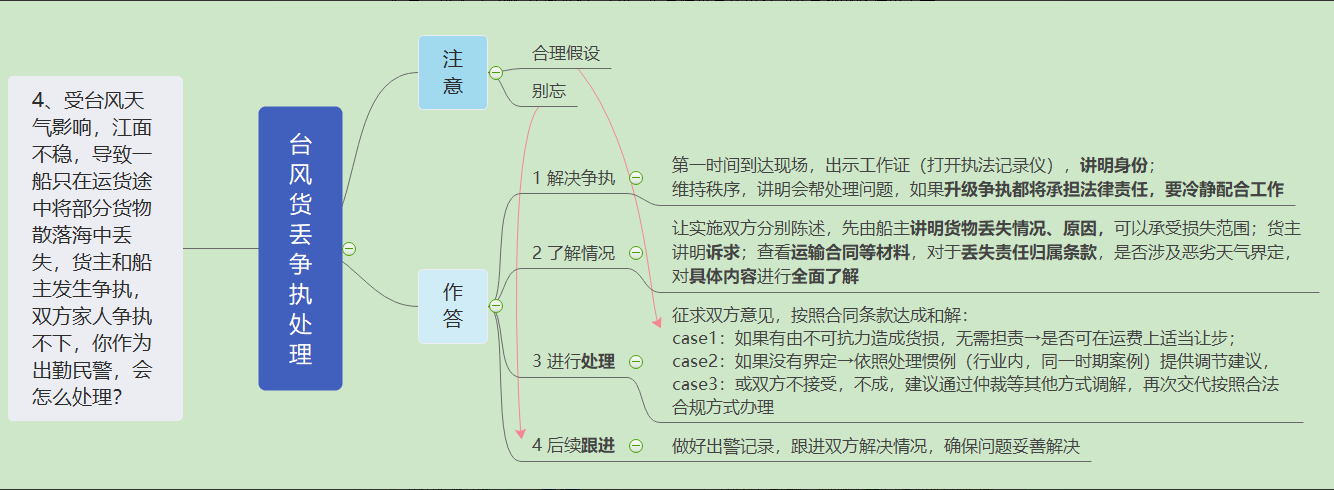 4、受台风天
气影响，江面
不稳，导致一
船只在运货途
中将部分货物
散落海中丢
失，货主和船
主发生争执，
双方家人争执
不下，你作为
出勤民警，会
怎么处理？
台
风
货
丢
争
执
处
理
注
意
合理假设
别忘
作
答
1 解决争执
第一时间到达现场，出示工作证（打开执法记录仪），讲明身份；
维持秩序，讲明会帮处理问题，如果升级争执都将承担法律责任，要冷静配合工作
2 了解情况
让实施双方分别陈述，先由船主讲明货物丢失情况、原因，可以承受损失范围；货主
讲明诉求；查看运输合同等材料，对于丢失责任归属条款，是否涉及恶劣天气界定，
对具体内容进行全面了解
3 进行处理
征求双方意见，按照合同条款达成和解：
case1：如果有由不可抗力造成货损，无需担责→是否可在运费上适当让步；
case2：如果没有界定→依照处理惯例（行业内，同一时期案例）提供调节建议，
case3：或双方不接受，不成，建议通过仲裁等其他方式调解，再次交代按照合法
合规方式办理
4 后续跟进
做好出警记录，跟进双方解决情况，确保问题妥善解决